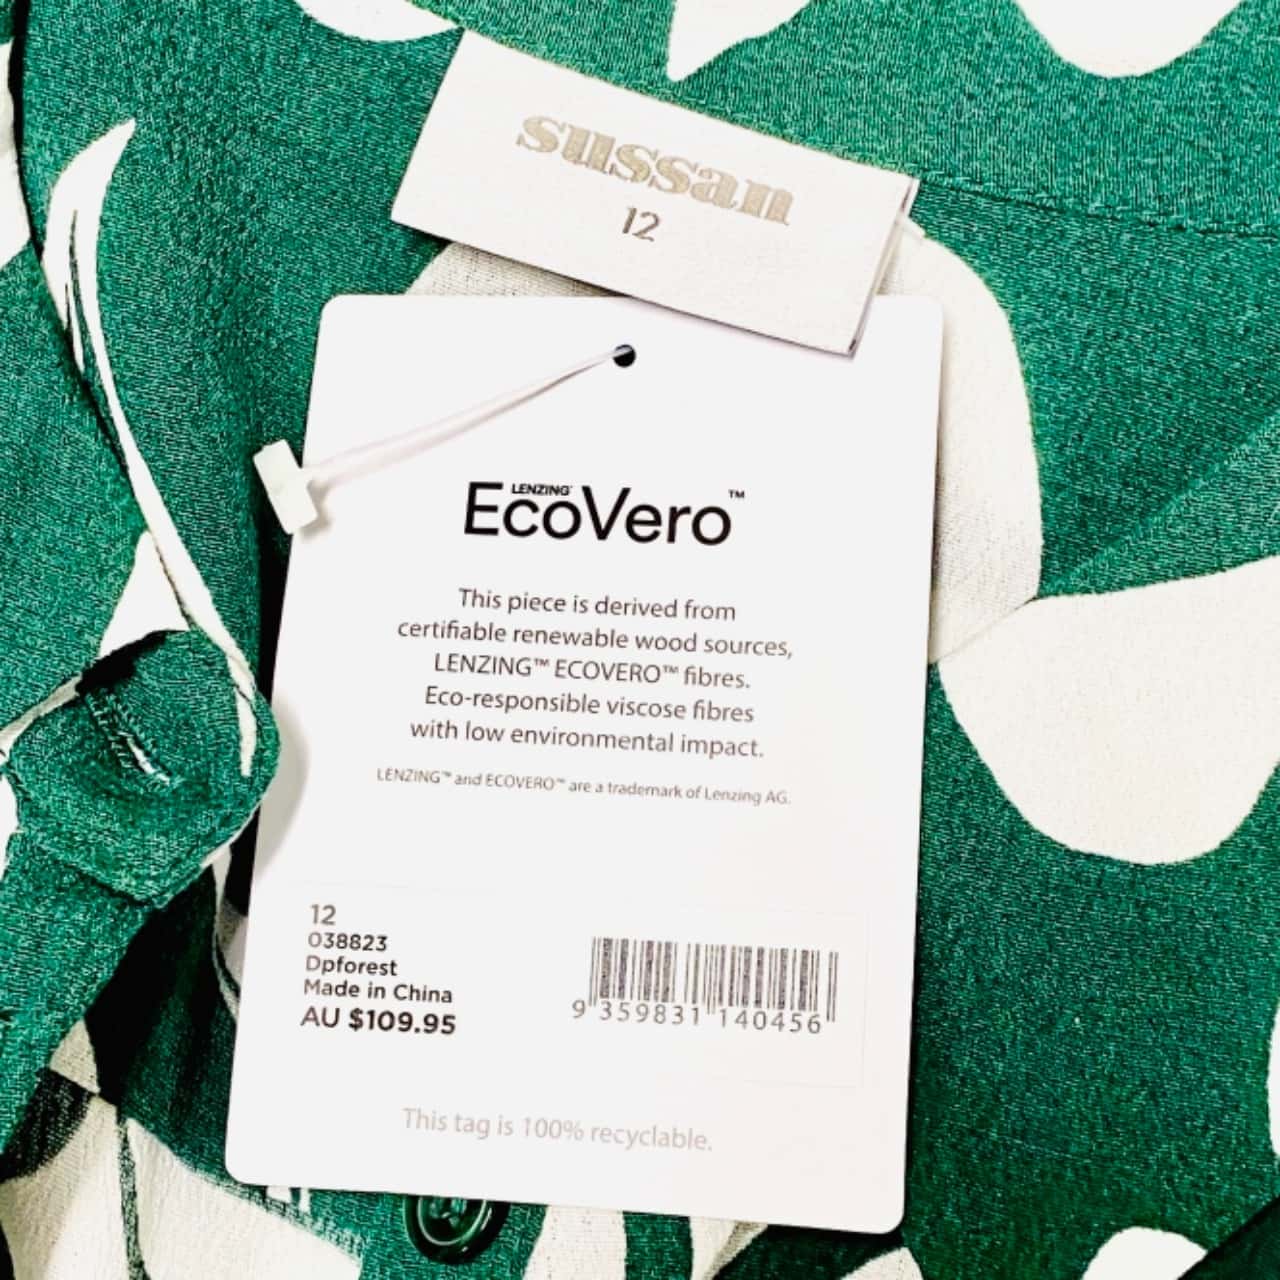 sussan
12
LENZING
EcoVero™
This piece is derived from
certifiable renewable wood sources,
LENZING™ ECOVERO™ fibres.
Eco-responsible viscose fibres
with low environmental impact.
LENZING™ and ECOVERO™ are a trademark of Lenzing AG.
12
038823
Dpforest
Made in China
AU $109.95
9 359831 140456
This tag is 100% recyclable.